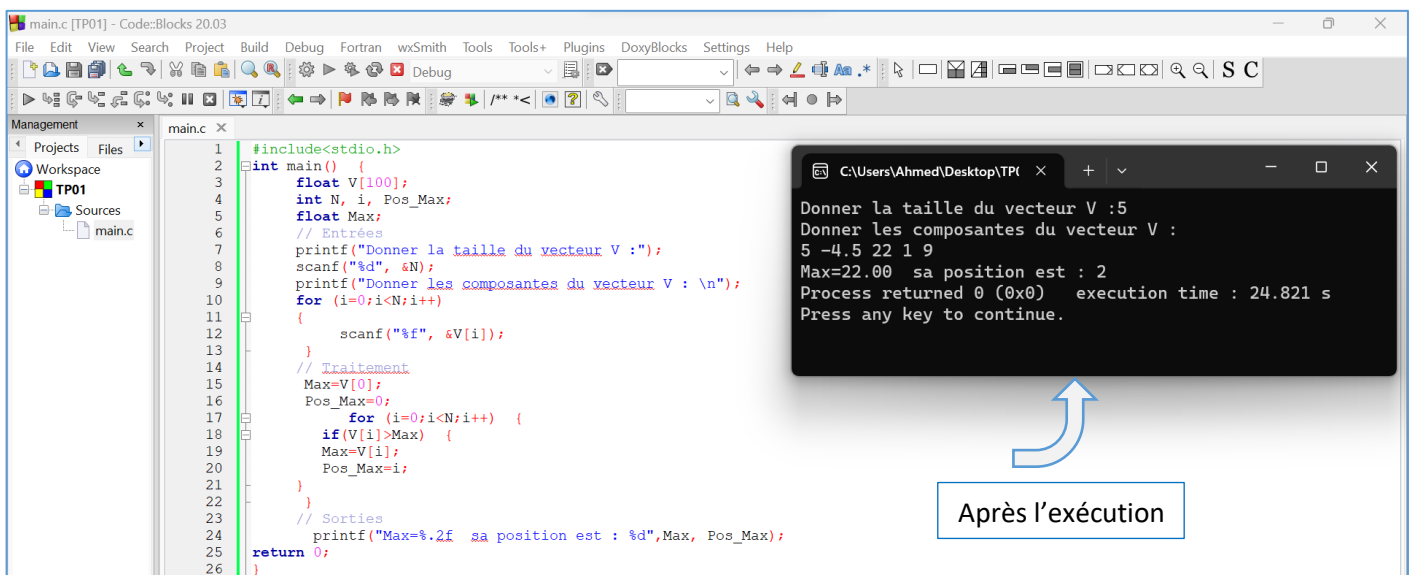 main.c [TP01] - Code::Blocks 20.03
File Edit View Search Project Build Debug Fortran wxSmith Tools Tools+ Plugins DoxyBlocks Settings Help
Debug
S C
/** *<
Management
main.c
Projects Files
Workspace
TP01
Sources
main.c
1 #include<stdio.h>
2 int main() {
3 float V[100];
4 int N, i, Pos_Max;
5 float Max;
6 // Entrées
7 printf("Donner la taille du vecteur V :");
8 scanf("%d", &N);
9 printf("Donner les composantes du vecteur V : \n");
10 for (i=0;i<N;i++)
11 {
12 scanf("%f", &V[i]);
13 }
14 // Traitement
15 Max=V[0];
16 Pos_Max=0;
17 for (i=0;i<N;i++) {
18 if(V[i]>Max) {
19 Max=V[i];
20 Pos_Max=i;
21 }
22 }
23 // Sorties
24 printf("Max=%.2f sa position est : %d",Max, Pos_Max);
25 return 0;
26 }
C:\Users\Ahmed\Desktop\TP(
Donner la taille du vecteur V :5
Donner les composantes du vecteur V :
5 -4.5 22 1 9
Max=22.00 sa position est : 2
Process returned 0 (0x0) execution time : 24.821 s
Press any key to continue.
Après l’exécution